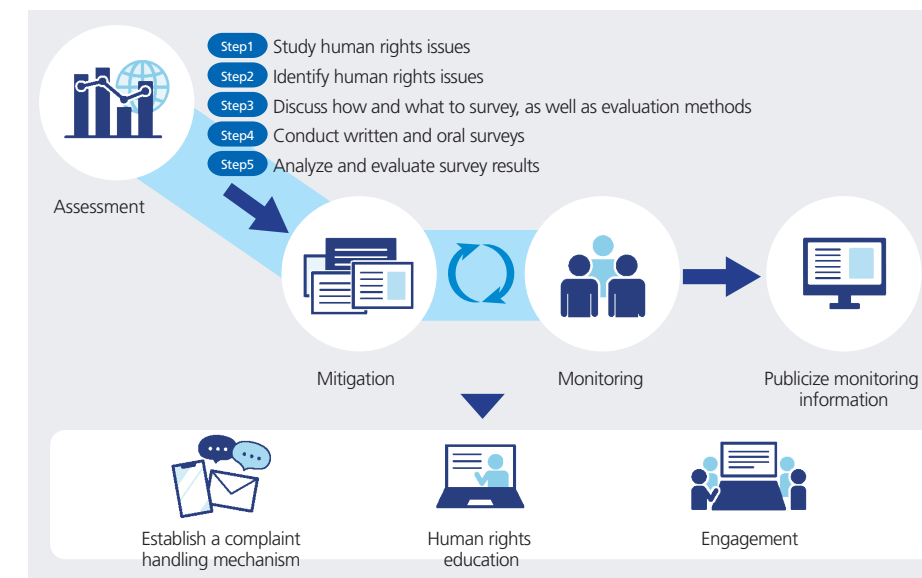 Step1 Study human rights issues
Step2 Identify human rights issues
Step3 Discuss how and what to survey, as well as evaluation methods
Step4 Conduct written and oral surveys
Step5 Analyze and evaluate survey results
Assessment
Mitigation
Monitoring
Publicize monitoring
information
Establish a complaint
handling mechanism
Human rights
education
Engagement